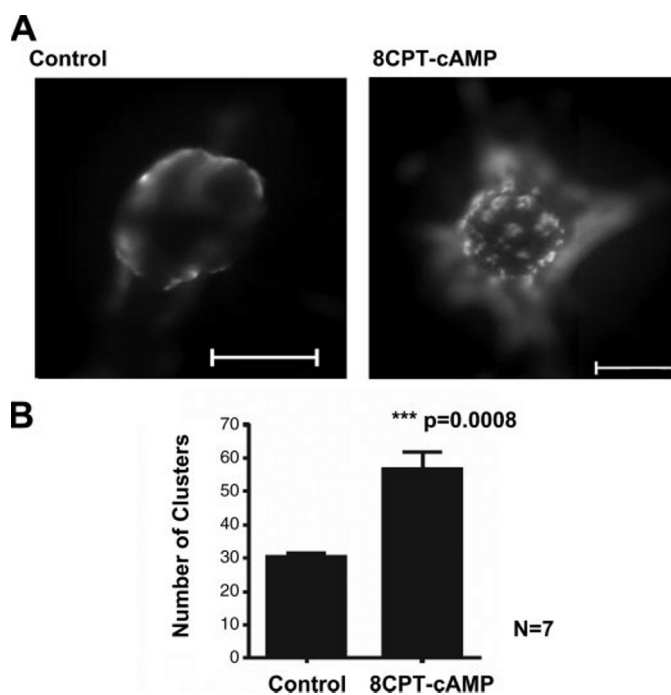 A
Control
8CPT-cAMP
B
*** p=0.0008
Number of Clusters
70
60
50
40
30
20
10
0
Control
8CPT-cAMP
N=7